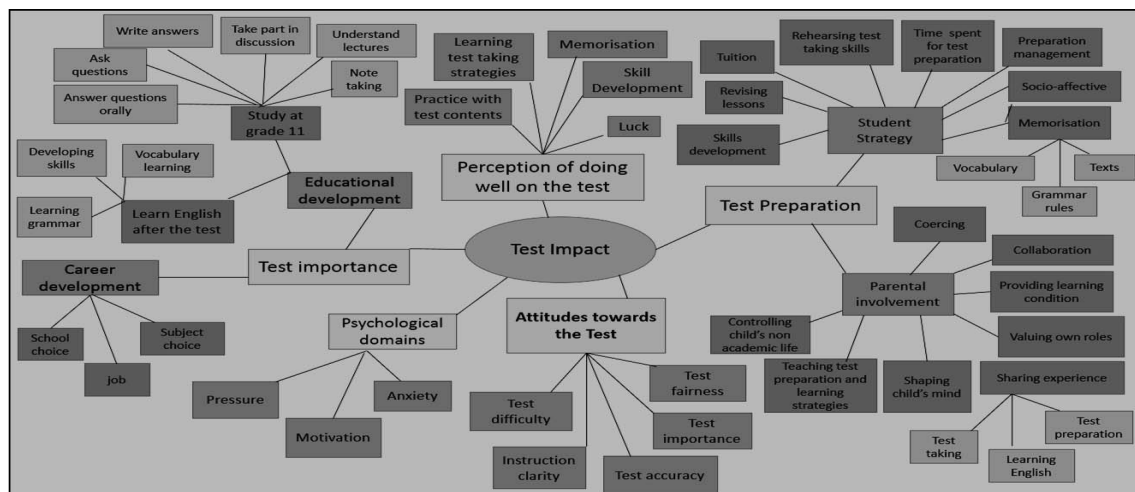 Write answers
Take part in
discussion
Understand
lectures
Ask
questions
Note
taking
Answer questions
orally
Study at
grade 11
Developing
skills
Vocabulary
learning
Learning
grammar
Learn English
after the test
Educational
development
Test importance
Career
development
School
choice
job
Subject
choice
Learning
test taking
strategies
Memorisation
Skill
Development
Practice with
test contents
Luck
Perception of doing
well on the test
Test Impact
Psychological
domains
Pressure
Motivation
Anxiety
Attitudes towards
the Test
Test
difficulty
Instruction
clarity
Test accuracy
Test
importance
Test
fairness
Test Preparation
Student
Strategy
Tuition
Rehearsing test
taking skills
Time spent
for test
preparation
Preparation
management
Socio-affective
Revising
lessons
Skills
development
Memorisation
Vocabulary
Grammar
rules
Texts
Parental
involvement
Coercing
Collaboration
Providing learning
condition
Valuing own roles
Controlling
child's non
academic life
Teaching test
preparation and
learning
strategies
Shaping
child's mind
Sharing experience
Test
taking
Learning
English
Test
preparation